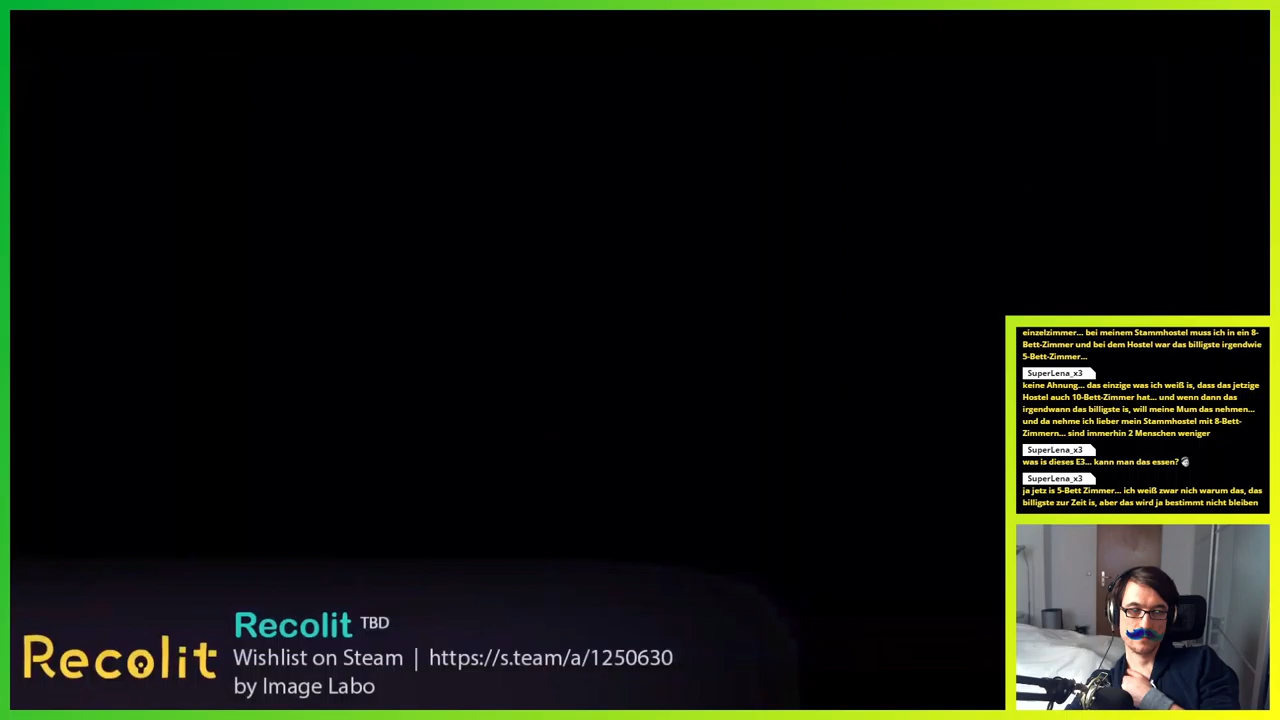 einzelzimmer... bei meinem Stammhostel muss ich in ein 8-
Bett-Zimmer und bei dem Hostel war das billigste irgendwie
5-Bett-Zimmer...
SuperLena_x3
keine Ahnung... das einzige was ich weiß is, dass das jetzige
Hostel auch 10-Bett-Zimmer hat... und wenn dann das
irgendwann das billigste is, will meine Mum das nehmen...
und da nehme ich lieber mein Stammhostel mit 8-Bett-
Zimmern... sind immerhin 2 Menschen weniger
SuperLena_x3
was is dieses E3... kann man das essen?
SuperLena_x3
ja jetz is 5-Bett Zimmer... ich weiß zwar nich warum das, das
billigste zur Zeit is, aber das wird ja bestimmt nicht bleiben
Recolit
Recolit TBD
Wishlist on Steam | https://s.team/a/1250630
by Image Labo